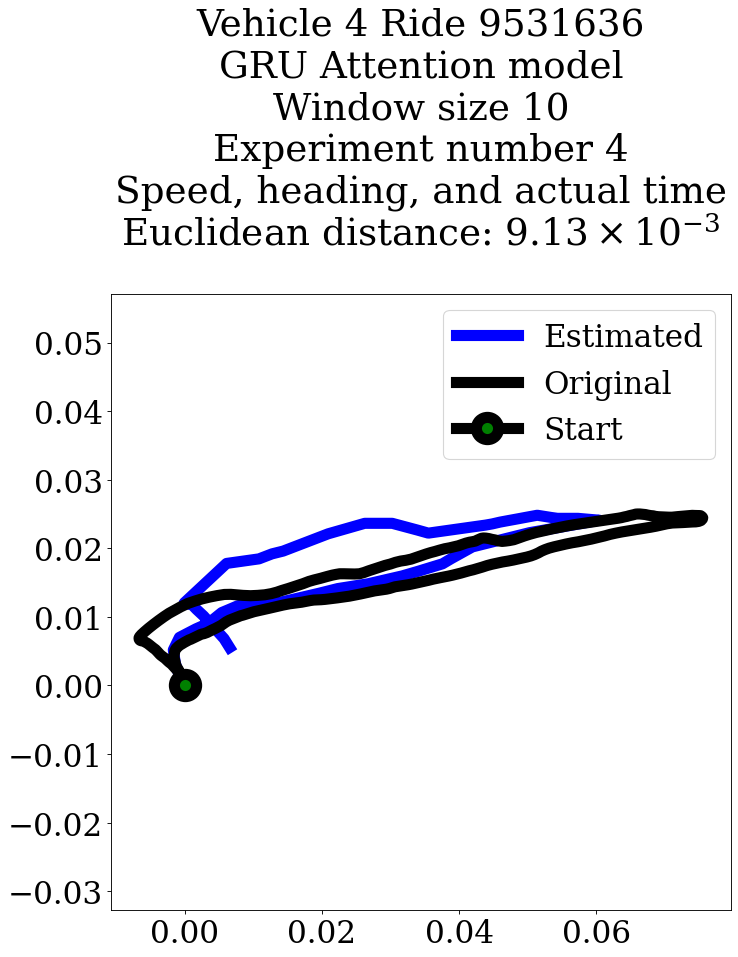 Vehicle 4 Ride 9531636
GRU Attention model
Window size 10
Experiment number 4
Speed, heading, and actual time
Euclidean distance: 9.13 × 10⁻³
Estimated
Original
Start
0.05
0.04
0.03
0.02
0.01
0.00
−0.01
−0.02
−0.03
0.00 0.02 0.04 0.06